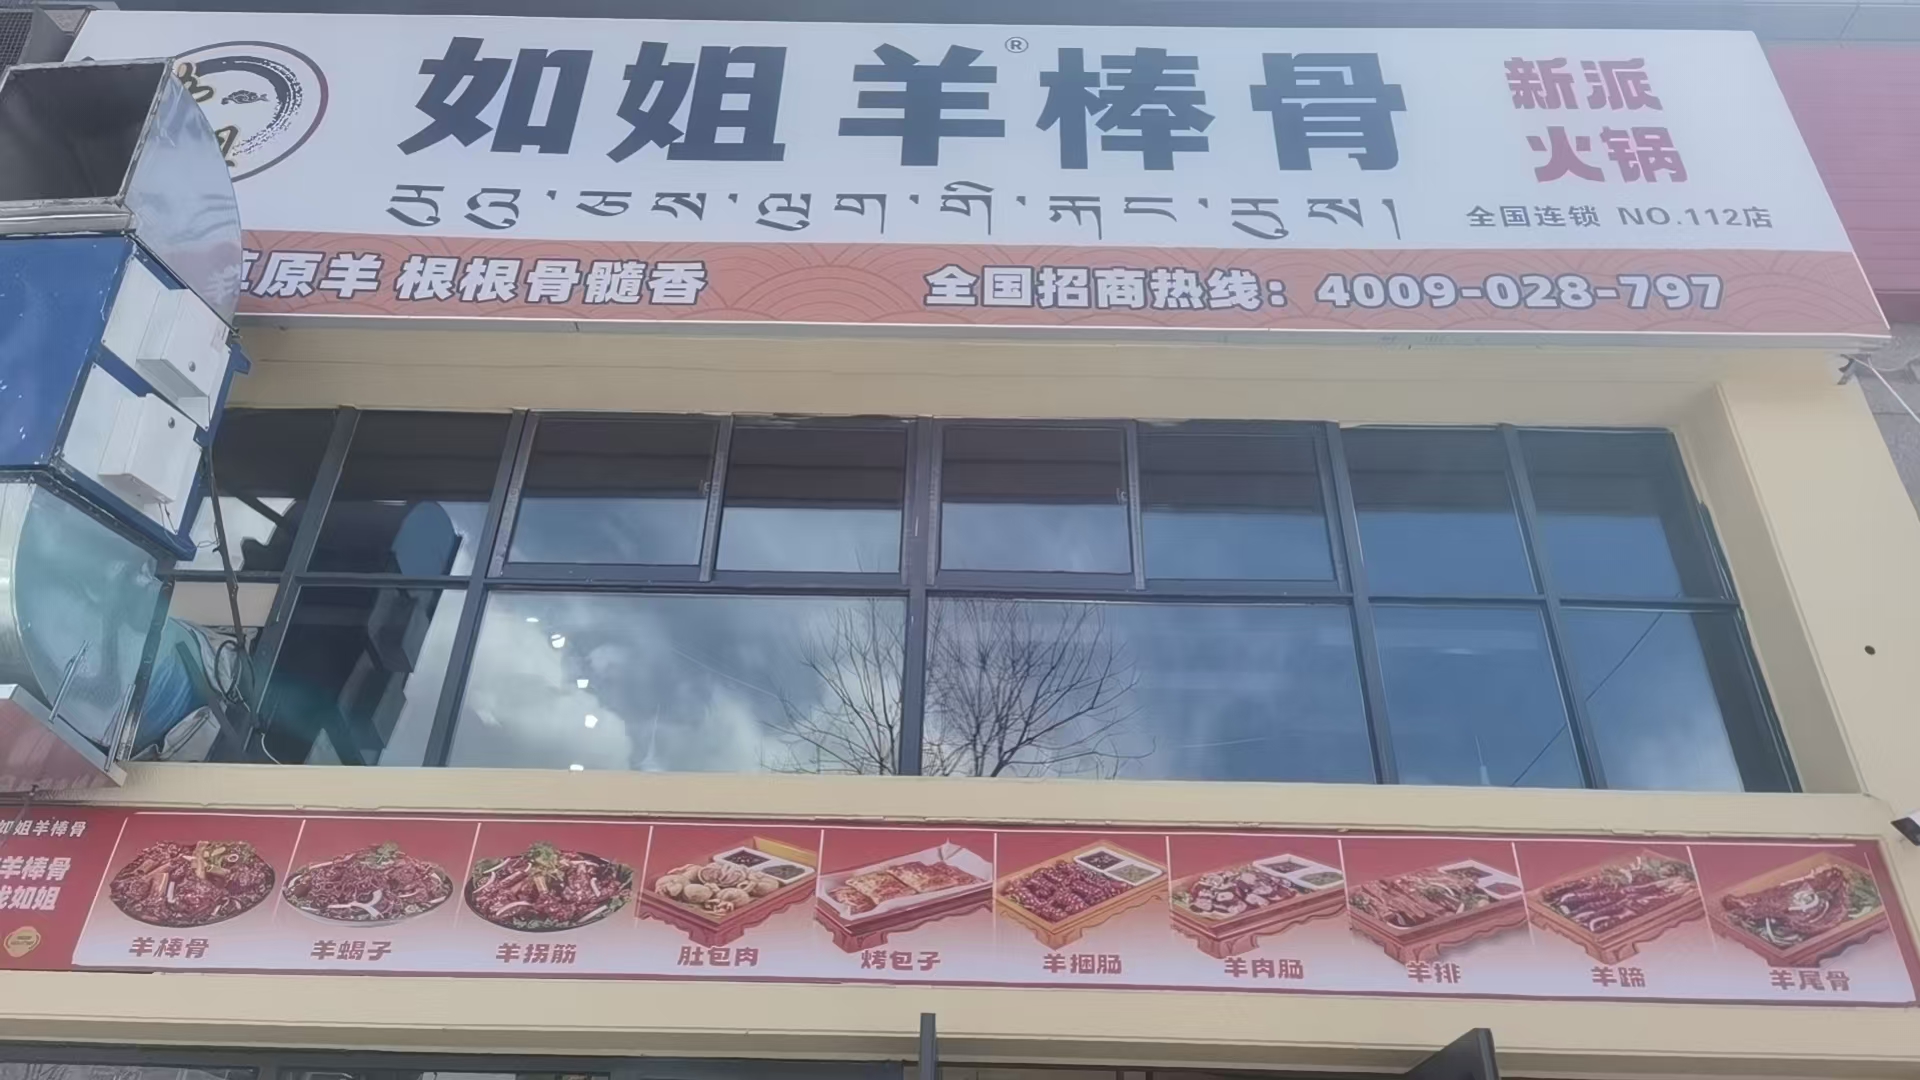 如姐羊棒骨®
新派
火锅
全国连锁 NO.112店
原羊 根根骨髓香
全国招商热线：4009-028-797
如姐羊棒骨
羊棒骨
如姐
羊棒骨
羊蝎子
羊拐筋
肚包肉
烤包子
羊捆肠
羊肉肠
羊排
羊蹄
羊尾骨